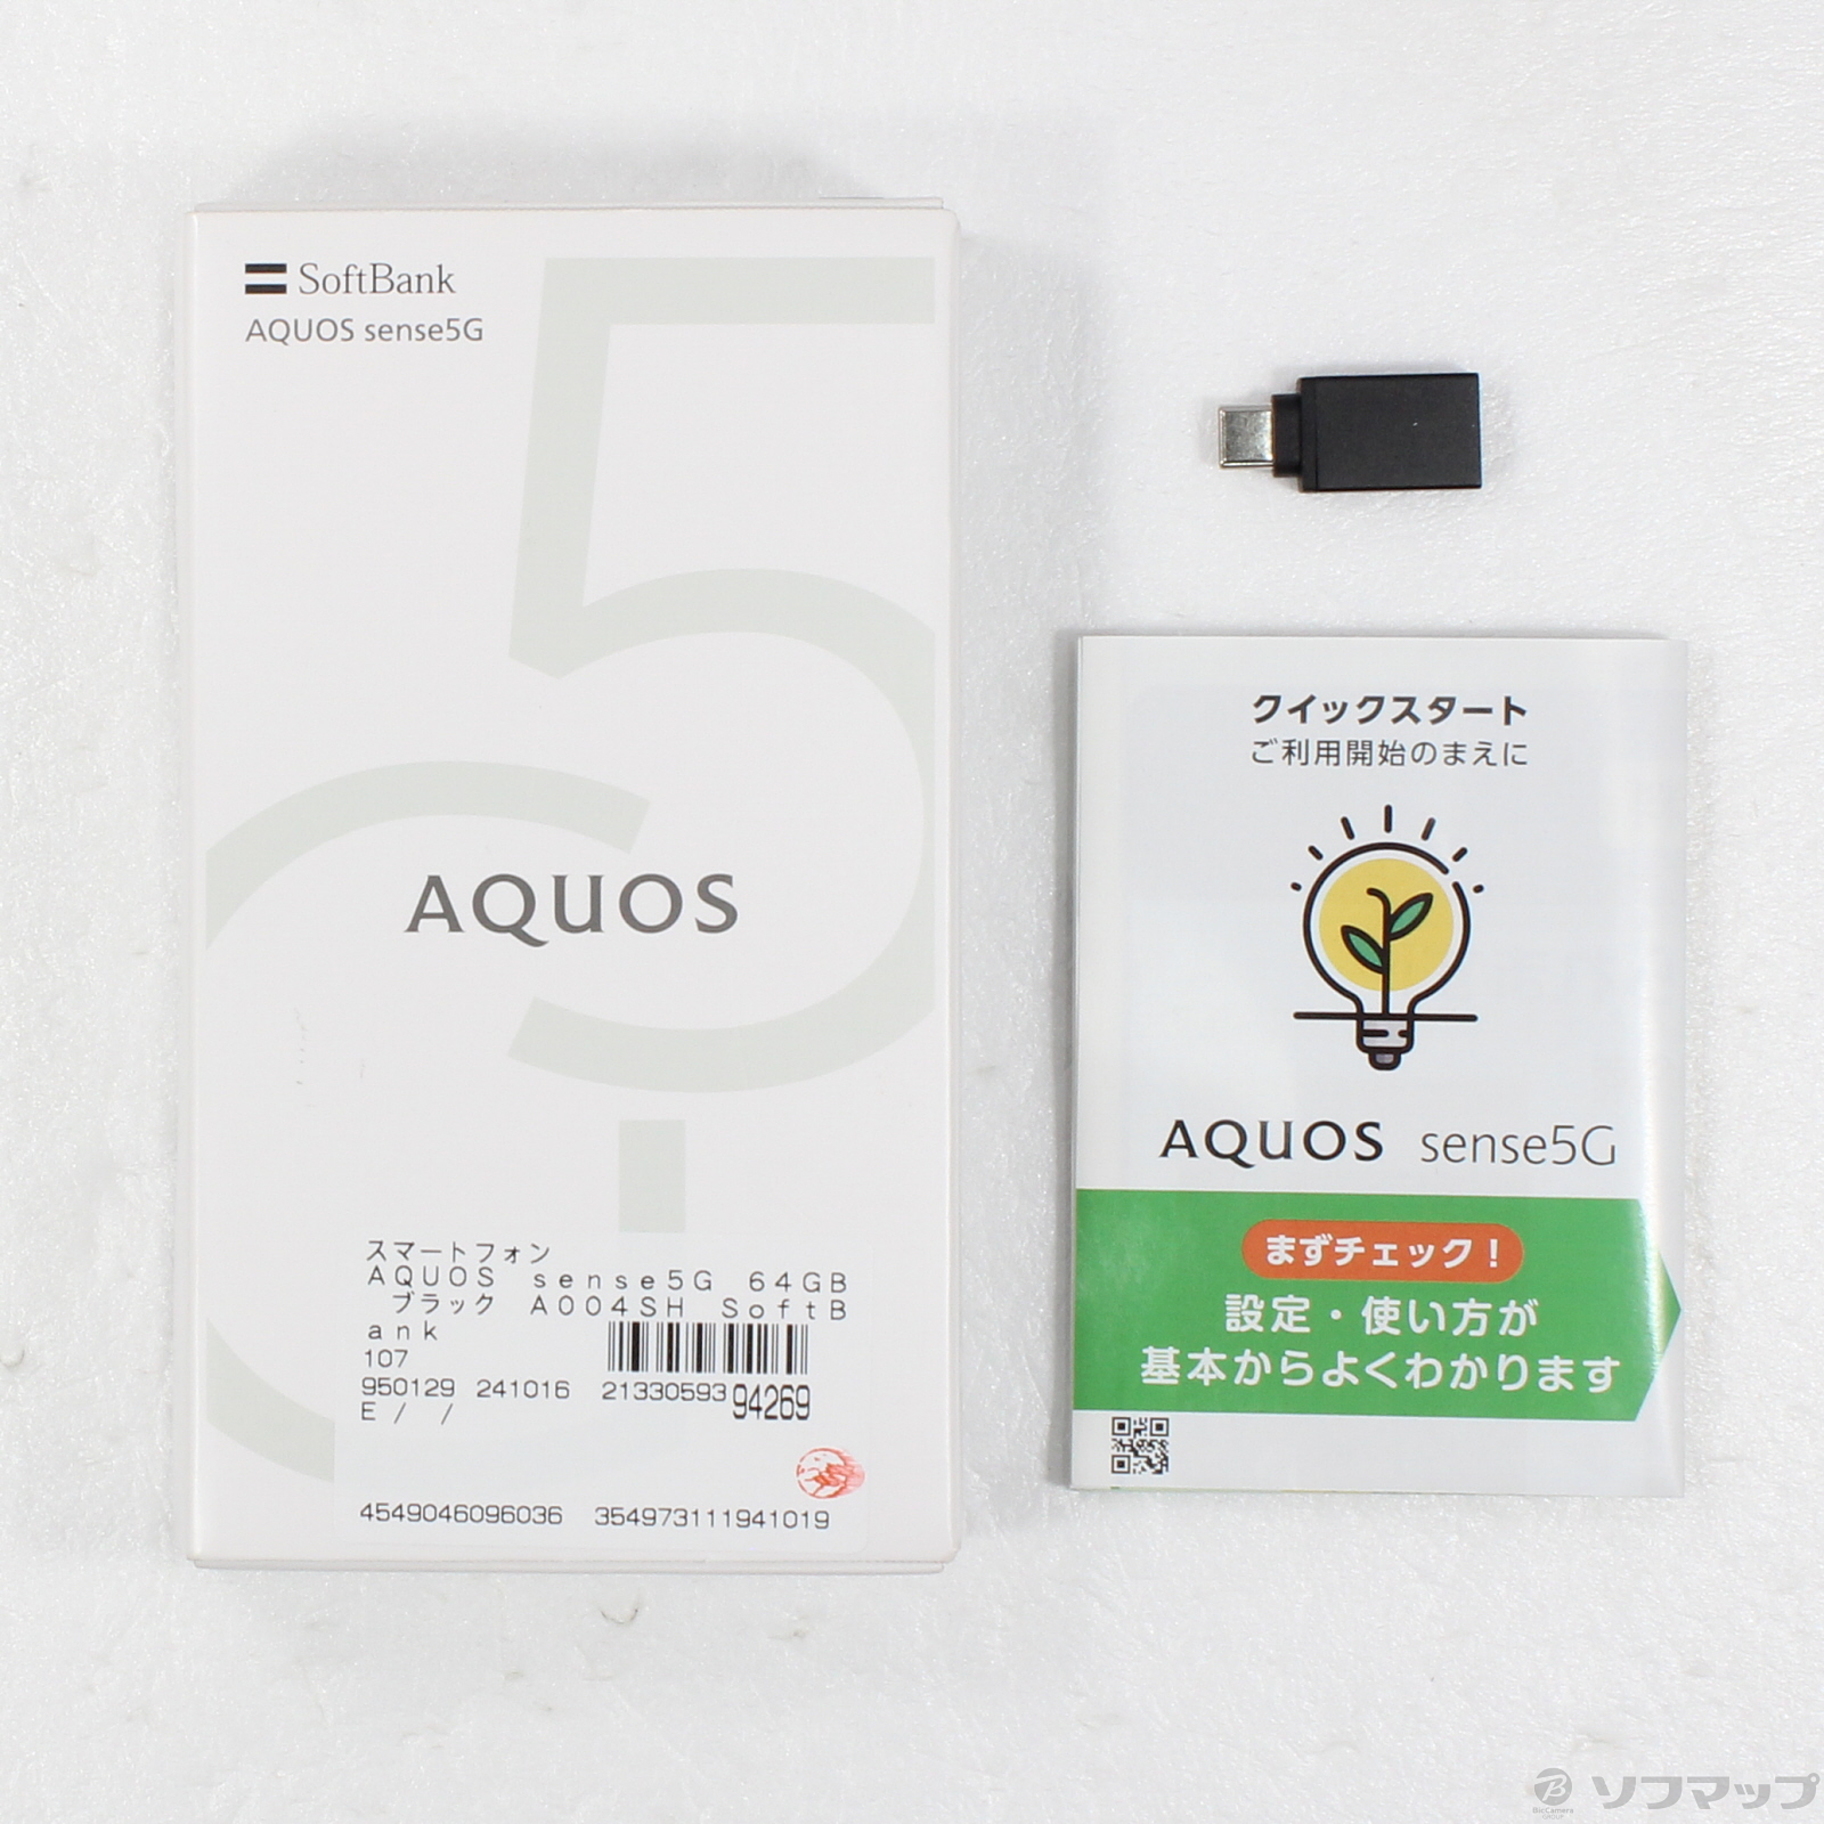 SoftBank
AQUOS sense5G
AQUOS
スマートフォン
AQUOS sense5G 64GB
ブラック A004SH SoftB
ank
107
950129 241016 2133059394269
E / /
4549046096036 354973111941019
クイックスタート
ご利用開始のまえに
AQUOS sense5G
まずチェック!
設定・使い方が
基本からよくわかります
B
BicCamera
GROUP
ソフマップ